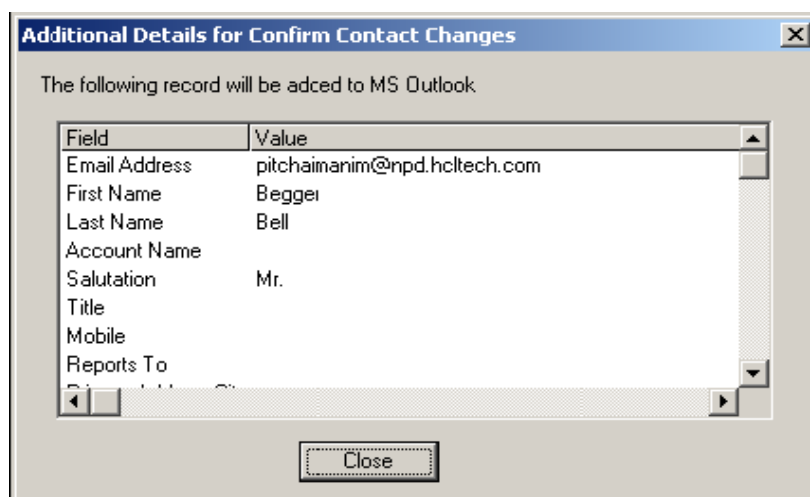 Additional Details for Confirm Contact Changes
The following record will be added to MS Outlook
Field Value
Email Address pitchaimanim@npd.hcltech.com
First Name Begger
Last Name Bell
Account Name
Salutation Mr.
Title
Mobile
Reports To
Close